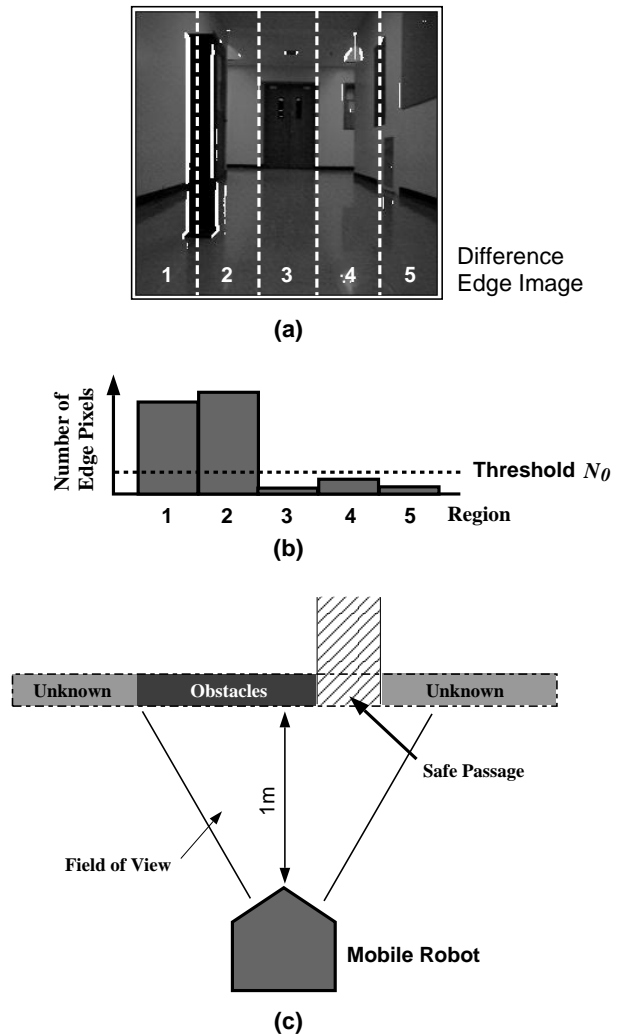 1 2 3 4 5
Difference
Edge Image
(a)
Number of
Edge Pixels
Threshold N0
1 2 3 4 5 Region
(b)
Unknown Obstacles Unknown
Safe Passage
1m
Field of View
Mobile Robot
(c)